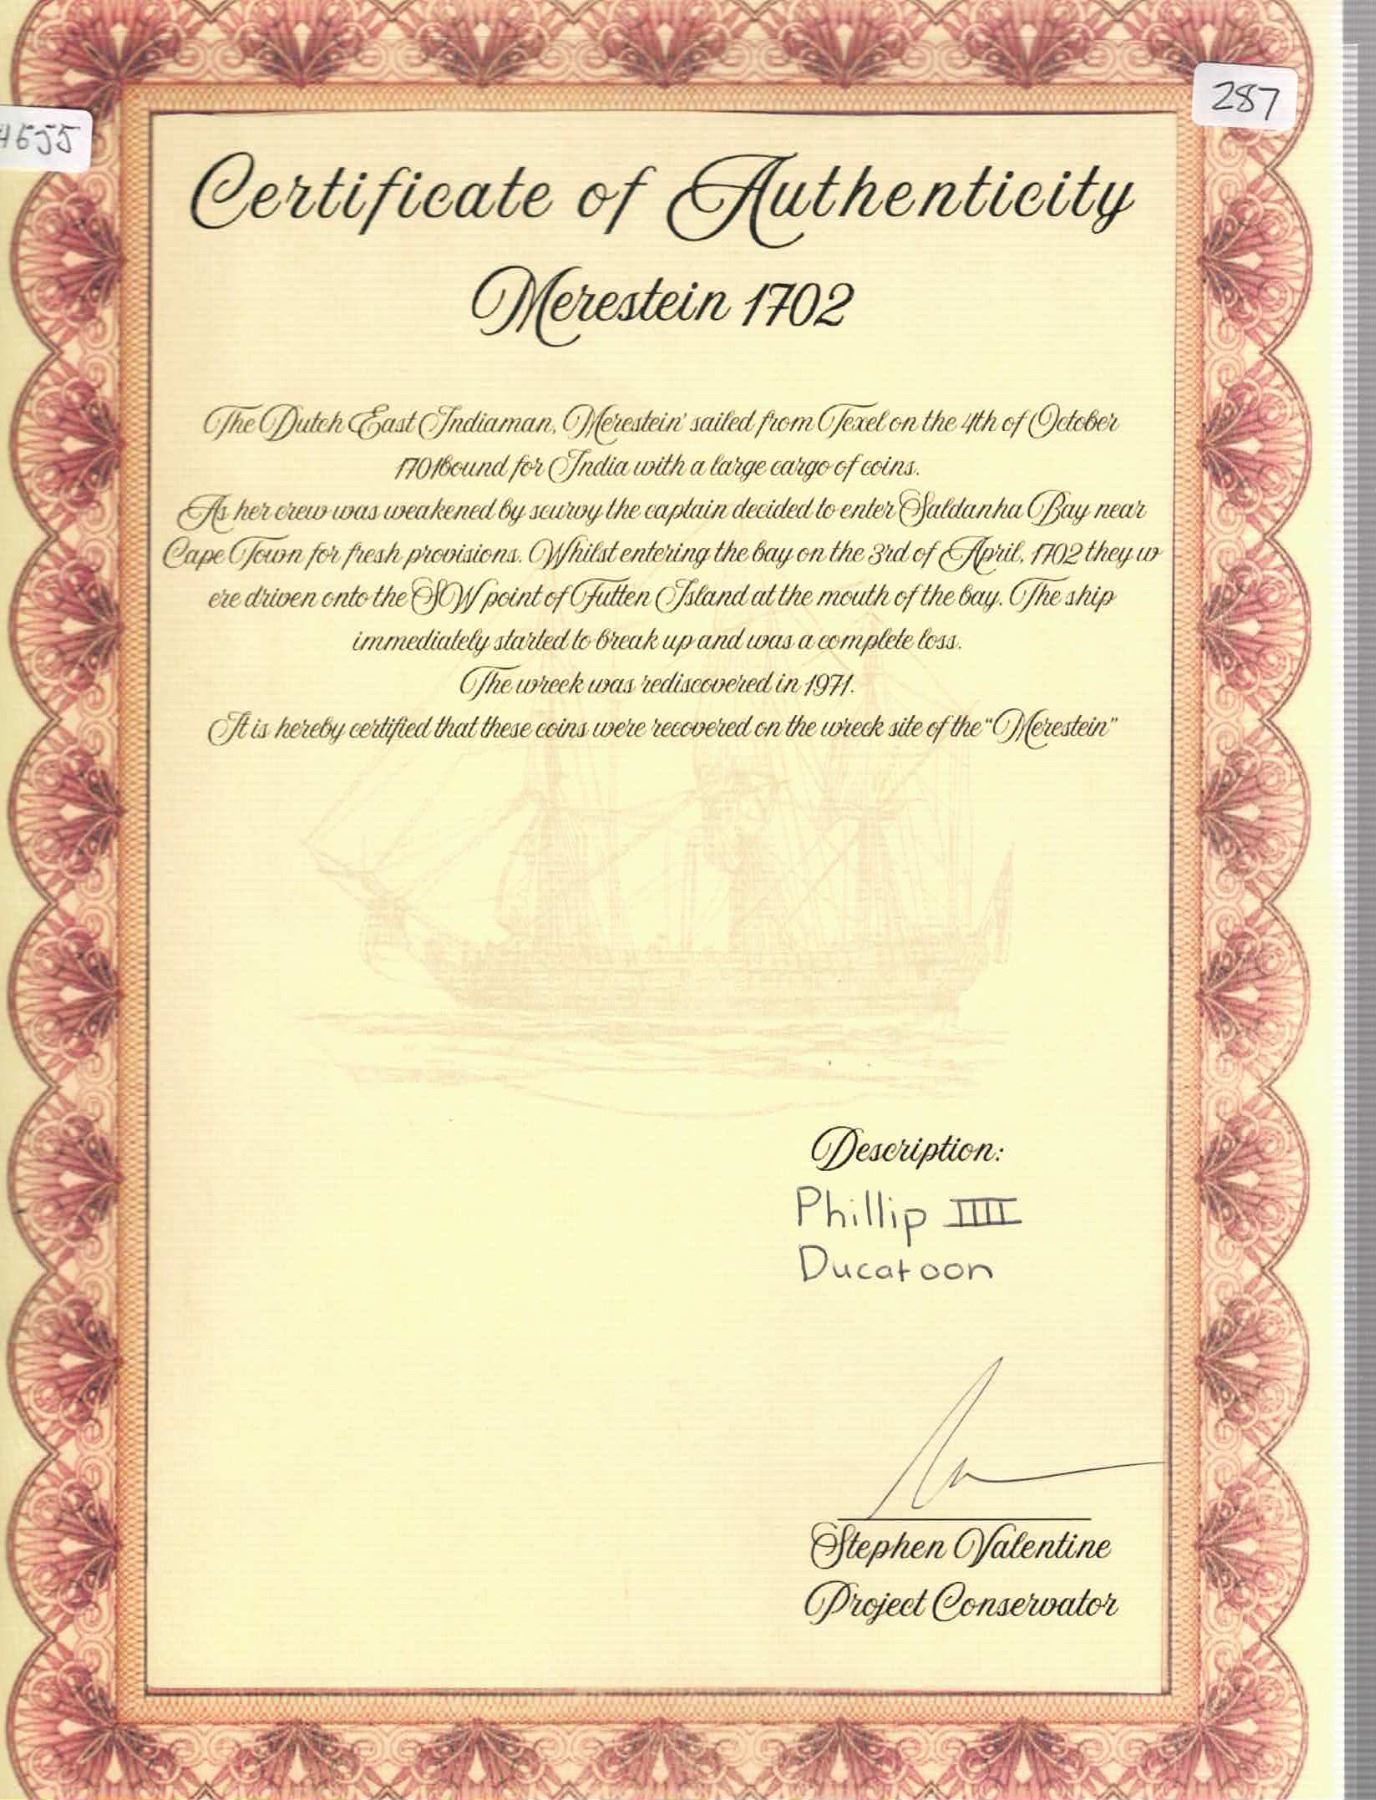 287
4655
Certificate of Authenticity
Merestein 1702
The Dutch East Indiaman, Merestein' sailed from Texel on the 4th of October
1701bound for India with a large cargo of coins.
As her crew was weakened by scurvy the captain decided to enter Saldanha Bay near
Cape Town for fresh provisions. Whilst entering the bay on the 3rd of April, 1702 they w
ere driven onto the SW point of Jutten Island at the mouth of the bay. The ship
immediately started to break up and was a complete loss.
The wreck was rediscovered in 1971.
It is hereby certified that these coins were recovered on the wreck site of the “Merestein”
Description:
Phillip IIII
Ducatoon
Stephen Valentine
Project Conservator